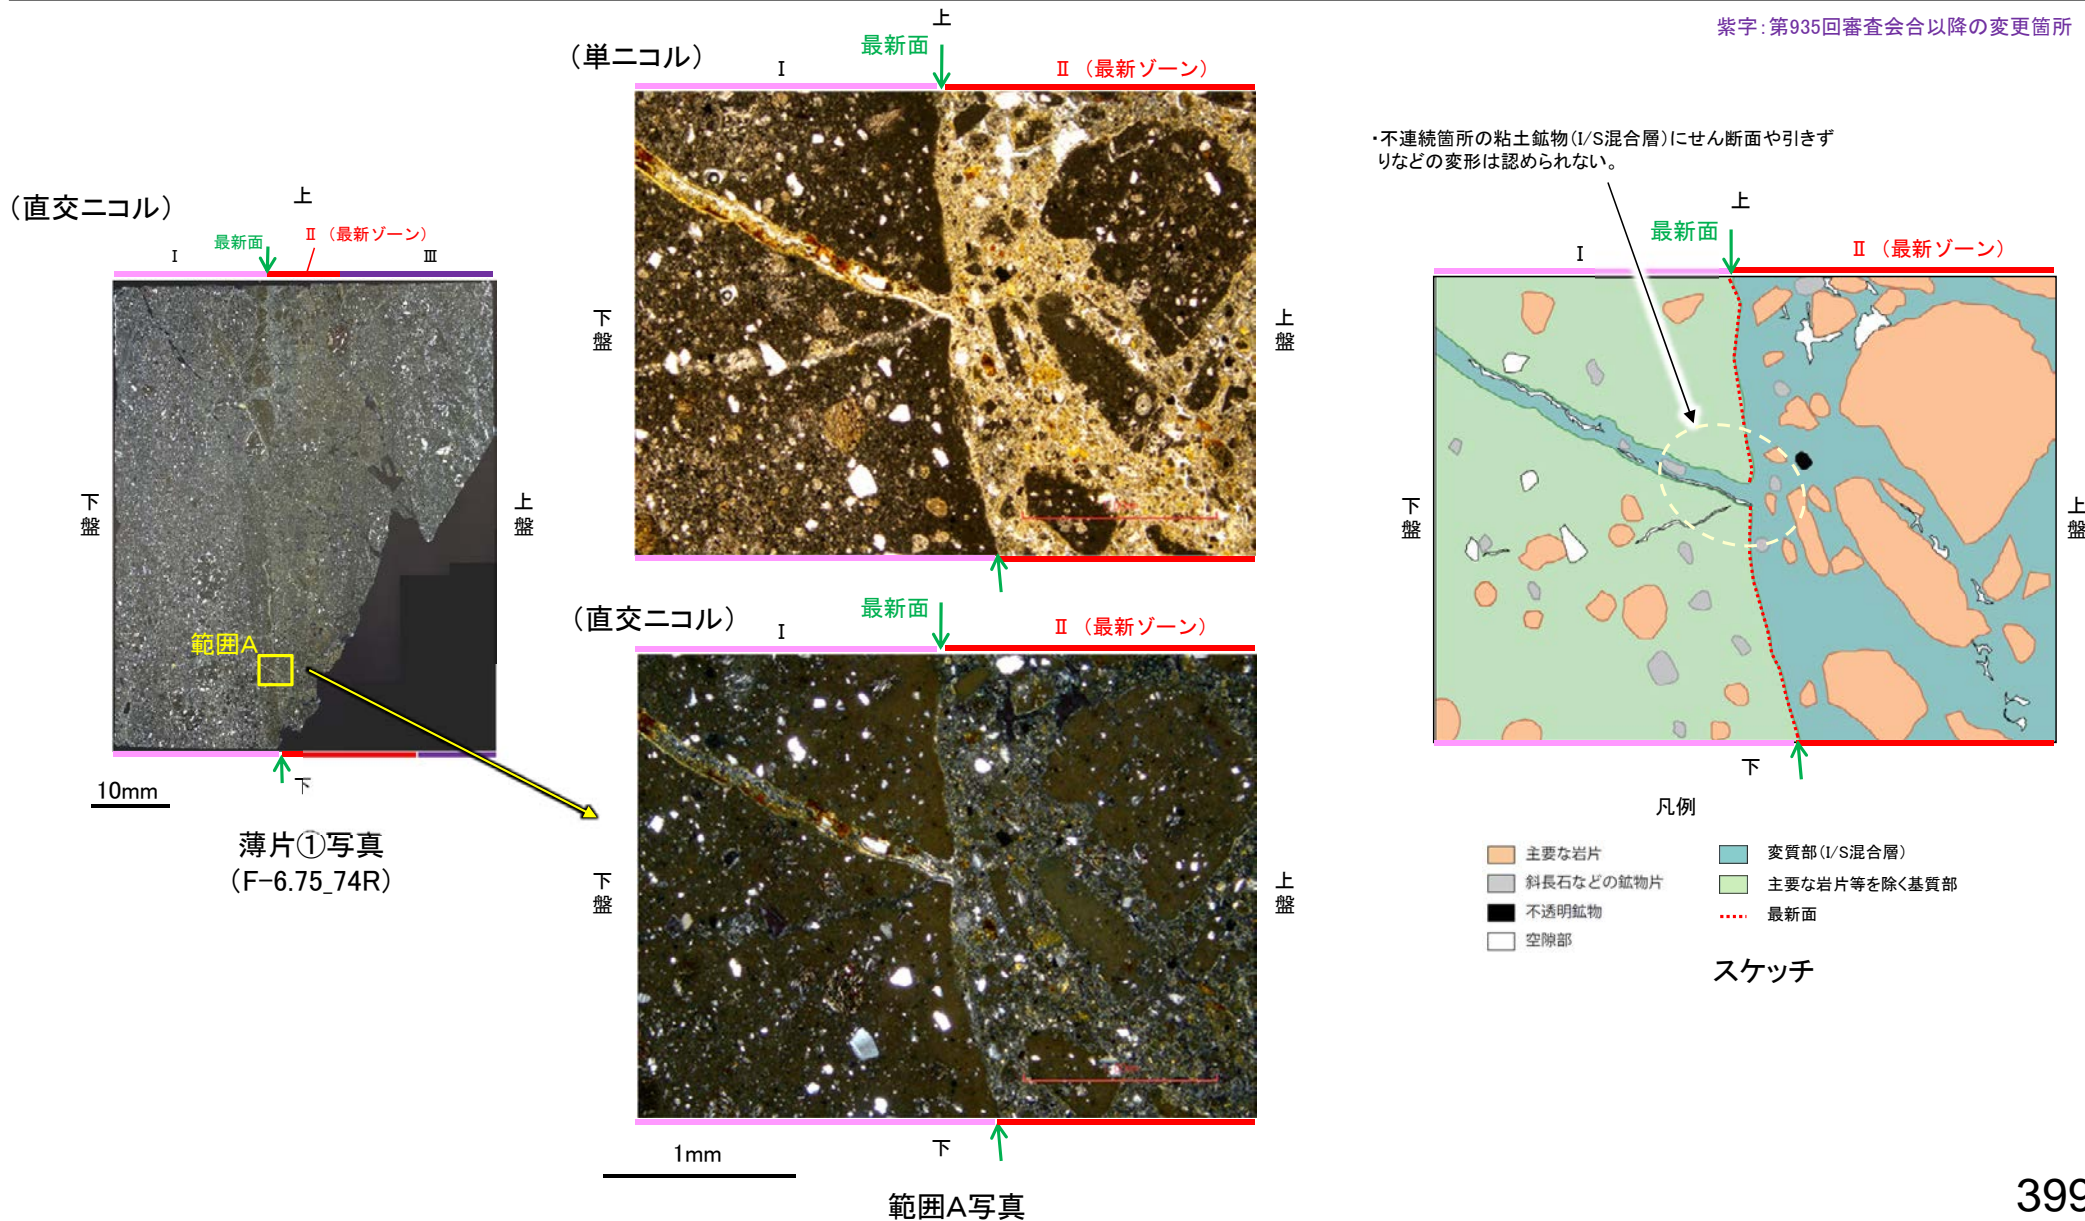 紫字:第935回審査会合以降の変更箇所
(直交ニコル)
上
最新面
Ⅱ (最新ゾーン)
Ⅰ
Ⅲ
下盤
上盤
範囲A
下
10mm
薄片①写真
(F-6.75_74R)
(単ニコル)
上
最新面
Ⅰ
Ⅱ (最新ゾーン)
下盤
上盤
(直交ニコル)
最新面
Ⅰ
Ⅱ (最新ゾーン)
下盤
上盤
下
1mm
範囲A写真
・不連続箇所の粘土鉱物(I/S混合層)にせん断面や引きず
りなどの変形は認められない。
上
最新面
Ⅰ
Ⅱ (最新ゾーン)
下盤
上盤
下
凡例
主要な岩片
斜長石などの鉱物片
不透明鉱物
空隙部
変質部(I/S混合層)
主要な岩片等を除く基質部
最新面
スケッチ
399